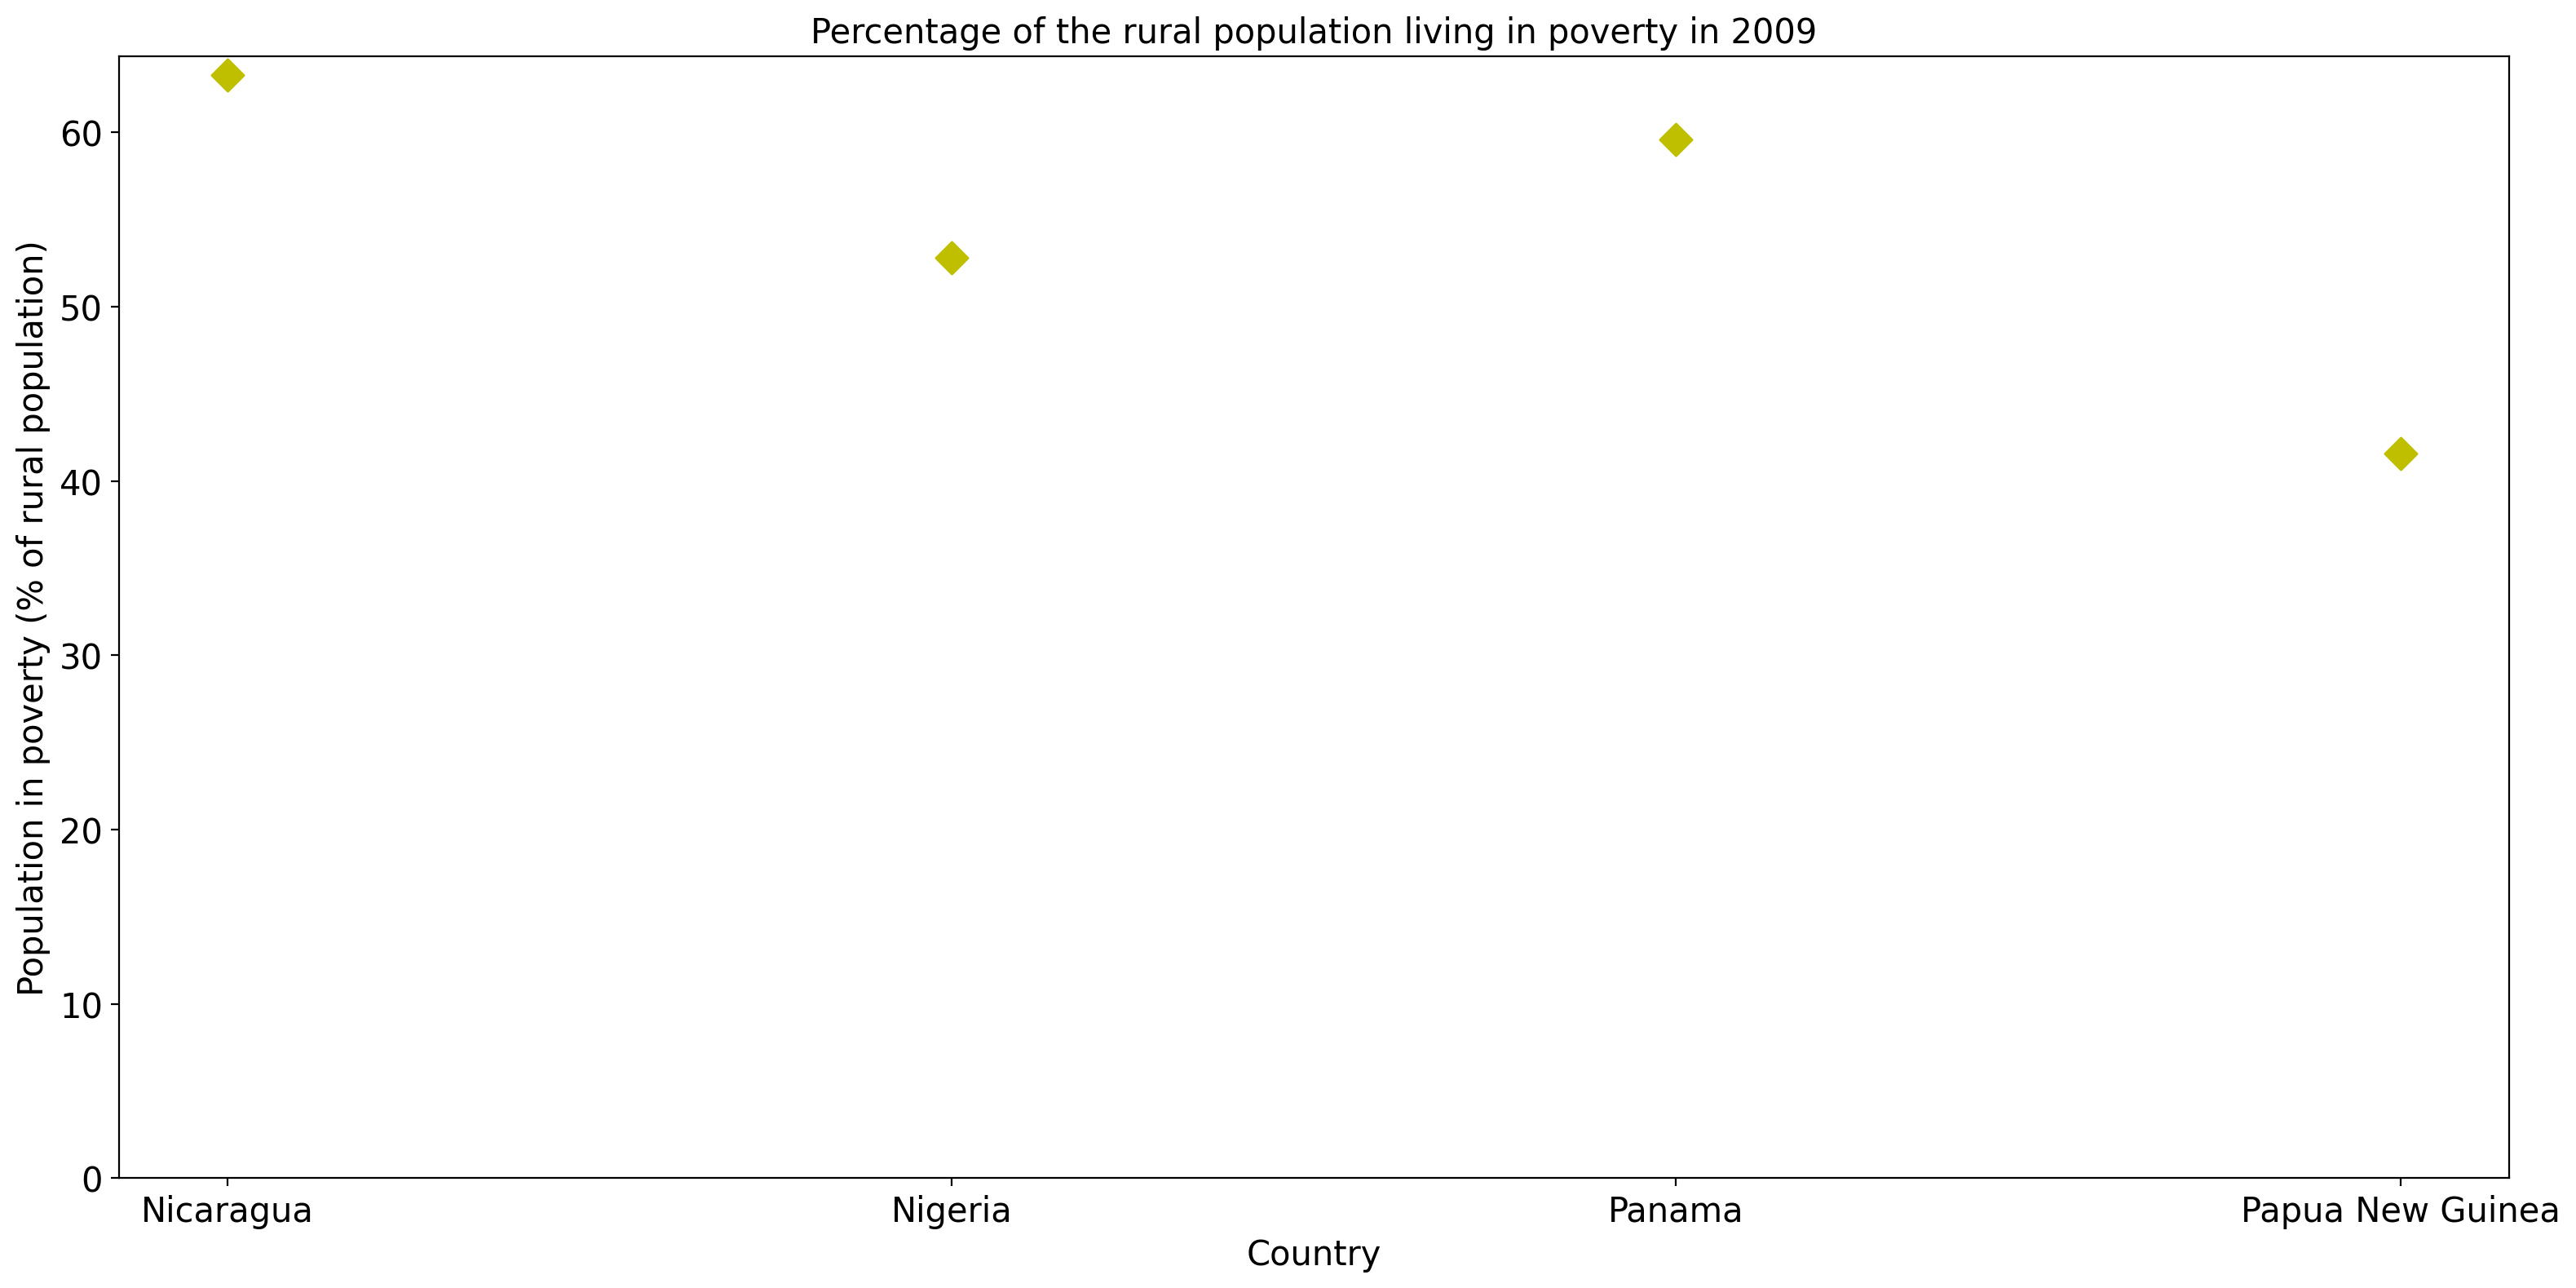 Percentage of the rural population living in poverty in 2009
Population in poverty (% of rural population)
60
50
40
30
20
10
0
Nicaragua Nigeria Panama Papua New Guinea
Country